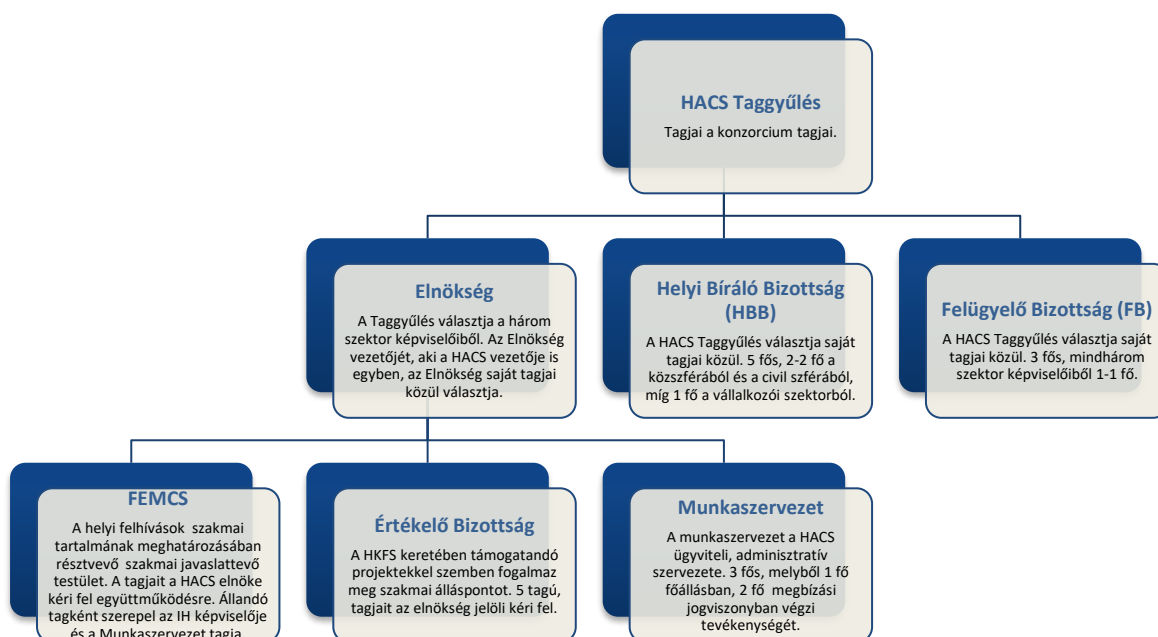 HACS Taggyűlés
Tagjai a konzorcium tagjai.
Elnökség
A Taggyűlés választja a három
szektor képviselőiből. Az Elnökség
vezetőjét, aki a HACS vezetője is
egyben, az Elnökség saját tagjai
közül választja.
Helyi Bíráló Bizottság
(HBB)
A HACS Taggyűlés választja saját
tagjai közül. 5 fős, 2-2 fő a
közszférából és a civil szférából,
míg 1 fő a vállalkozói szektorból.
Felügyelő Bizottság (FB)
A HACS Taggyűlés választja saját
tagjai közül. 3 fős, mindhárom
szektor képviselőiből 1-1 fő.
FEMCS
A helyi felhívások szakmai
tartalmának meghatározásában
résztvevő szakmai javaslattevő
testület. A tagjait a HACS elnöke
kéri fel együttműködésre. Állandó
tagként szerepel az IH képviselője
és a Munkaszervezet tagja
Értékelő Bizottság
A HKFS keretében támogatandó
projektekkel szemben fogalmaz
meg szakmai álláspontot. 5 tagú,
tagjait az elnökség jelöli kéri fel.
Munkaszervezet
A munkaszervezet a HACS
ügyviteli, adminisztratív
szervezete. 3 fős, melyből 1 fő
főállásban, 2 fő megbízási
jogviszonyban végzi
tevékenységét.